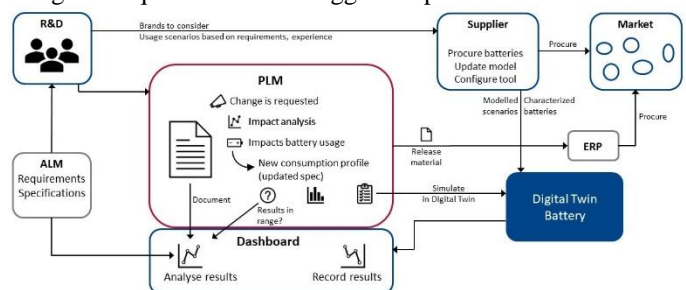 R&D
Brands to consider
Usage scenarios based on requirements, experience
Supplier
Procure batteries
Update model
Configure tool
Procure
Market
PLM
Change is requested
Impact analysis
Impacts battery usage
New consumption profile
(updated spec)
Modelled
scenarios
Characterized
batteries
Procure
Release
material
ERP
ALM
Requirements
Specifications
Document
Results in
range?
Simulate
in Digital Twin
Digital Twin
Battery
Dashboard
Analyse results
Record results